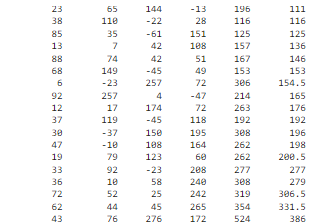 23 65 144 -13 196 111
38 110 -22 28 116 116
85 35 -61 151 125 125
13 7 42 108 157 136
88 74 42 51 146 146
68 149 -45 49 153 153
6 -23 257 72 306 154.5
92 257 4 -47 214 165
12 17 174 72 263 176
37 119 -45 118 192 192
30 -37 150 195 308 196
47 -10 108 164 262 198
19 79 123 60 262 200.5
33 92 -23 208 277 277
36 10 58 240 308 279
72 52 25 242 319 306.5
62 44 45 265 354 331.5
43 76 276 172 524 386